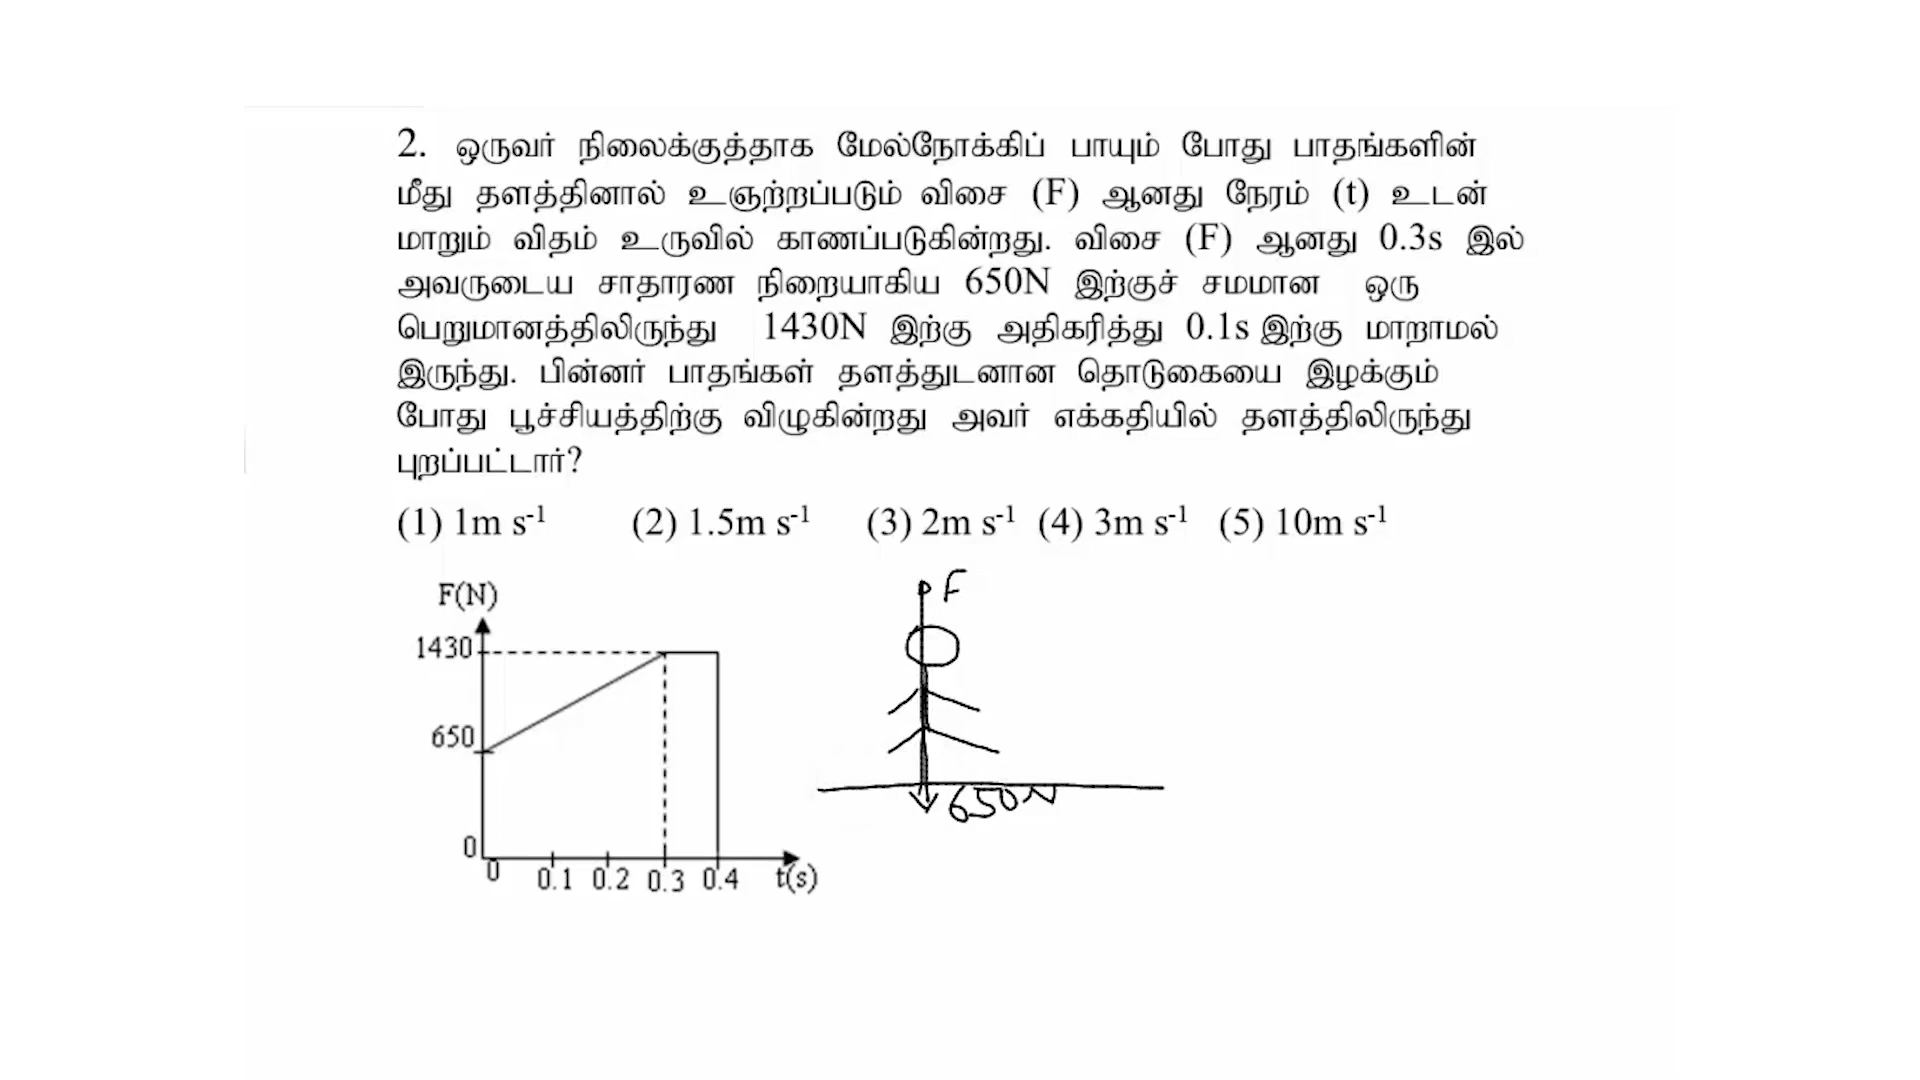 2. ஒருவர் நிலைக்குத்தாக மேல்நோக்கிப் பாயும் போது பாதங்களின்
மீது தளத்தினால் உஞற்றப்படும் விசை (F) ஆனது நேரம் (t) உடன்
மாறும் விதம் உருவில் காணப்படுகின்றது. விசை (F) ஆனது 0.3s இல்
அவருடைய சாதாரண நிறையாகிய 650N இற்குச் சமமான ஒரு
பெறுமானத்திலிருந்து 1430N இற்கு அதிகரித்து 0.1s இற்கு மாறாமல்
இருந்து. பின்னர் பாதங்கள் தளத்துடனான தொடுகையை இழக்கும்
போது பூச்சியத்திற்கு விழுகின்றது அவர் எக்கதியில் தளத்திலிருந்து
புறப்பட்டார்?
(1) 1m s⁻¹ (2) 1.5m s⁻¹ (3) 2m s⁻¹ (4) 3m s⁻¹ (5) 10m s⁻¹
F(N)
1430
650
0
0 0.1 0.2 0.3 0.4 t(s)
F
650N